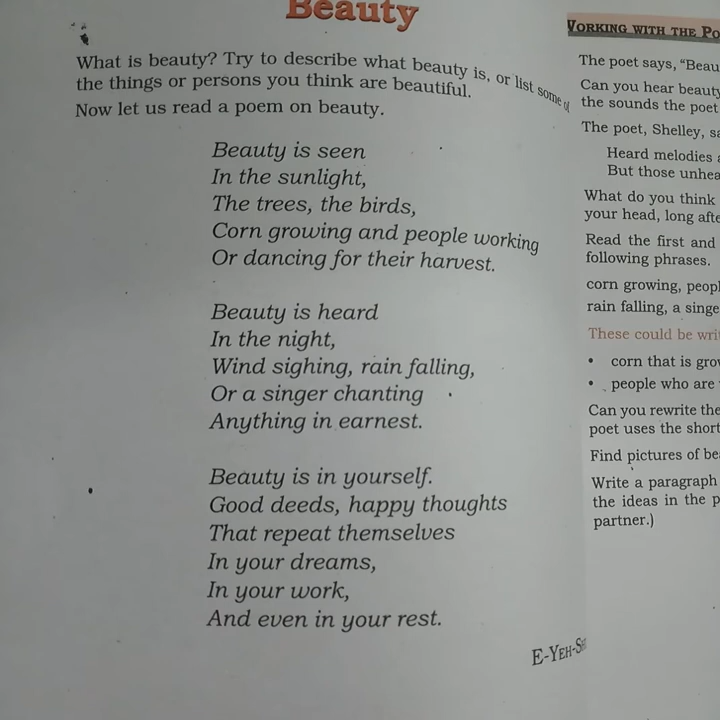 Beauty
What is beauty? Try to describe what beauty is, or list some of
the things or persons you think are beautiful.
Now let us read a poem on beauty.
Beauty is seen
In the sunlight,
The trees, the birds,
Corn growing and people working
Or dancing for their harvest.
Beauty is heard
In the night,
Wind sighing, rain falling,
Or a singer chanting
Anything in earnest.
Beauty is in yourself.
Good deeds, happy thoughts
That repeat themselves
In your dreams,
In your work,
And even in your rest.
E-YEH-
WORKING WITH THE
The poet says, “Beau
Can you hear beauty
the sounds the poet
The poet, Shelley, sa
Heard melodies
But those unhea
What do you think
your head, long afte
Read the first and
following phrases.
corn growing, peopl
rain falling, a singe
These could be wri
• corn that is grow
• people who are
Can you rewrite the
poet uses the short
Find pictures of be
Write a paragraph
the ideas in the p
partner.)